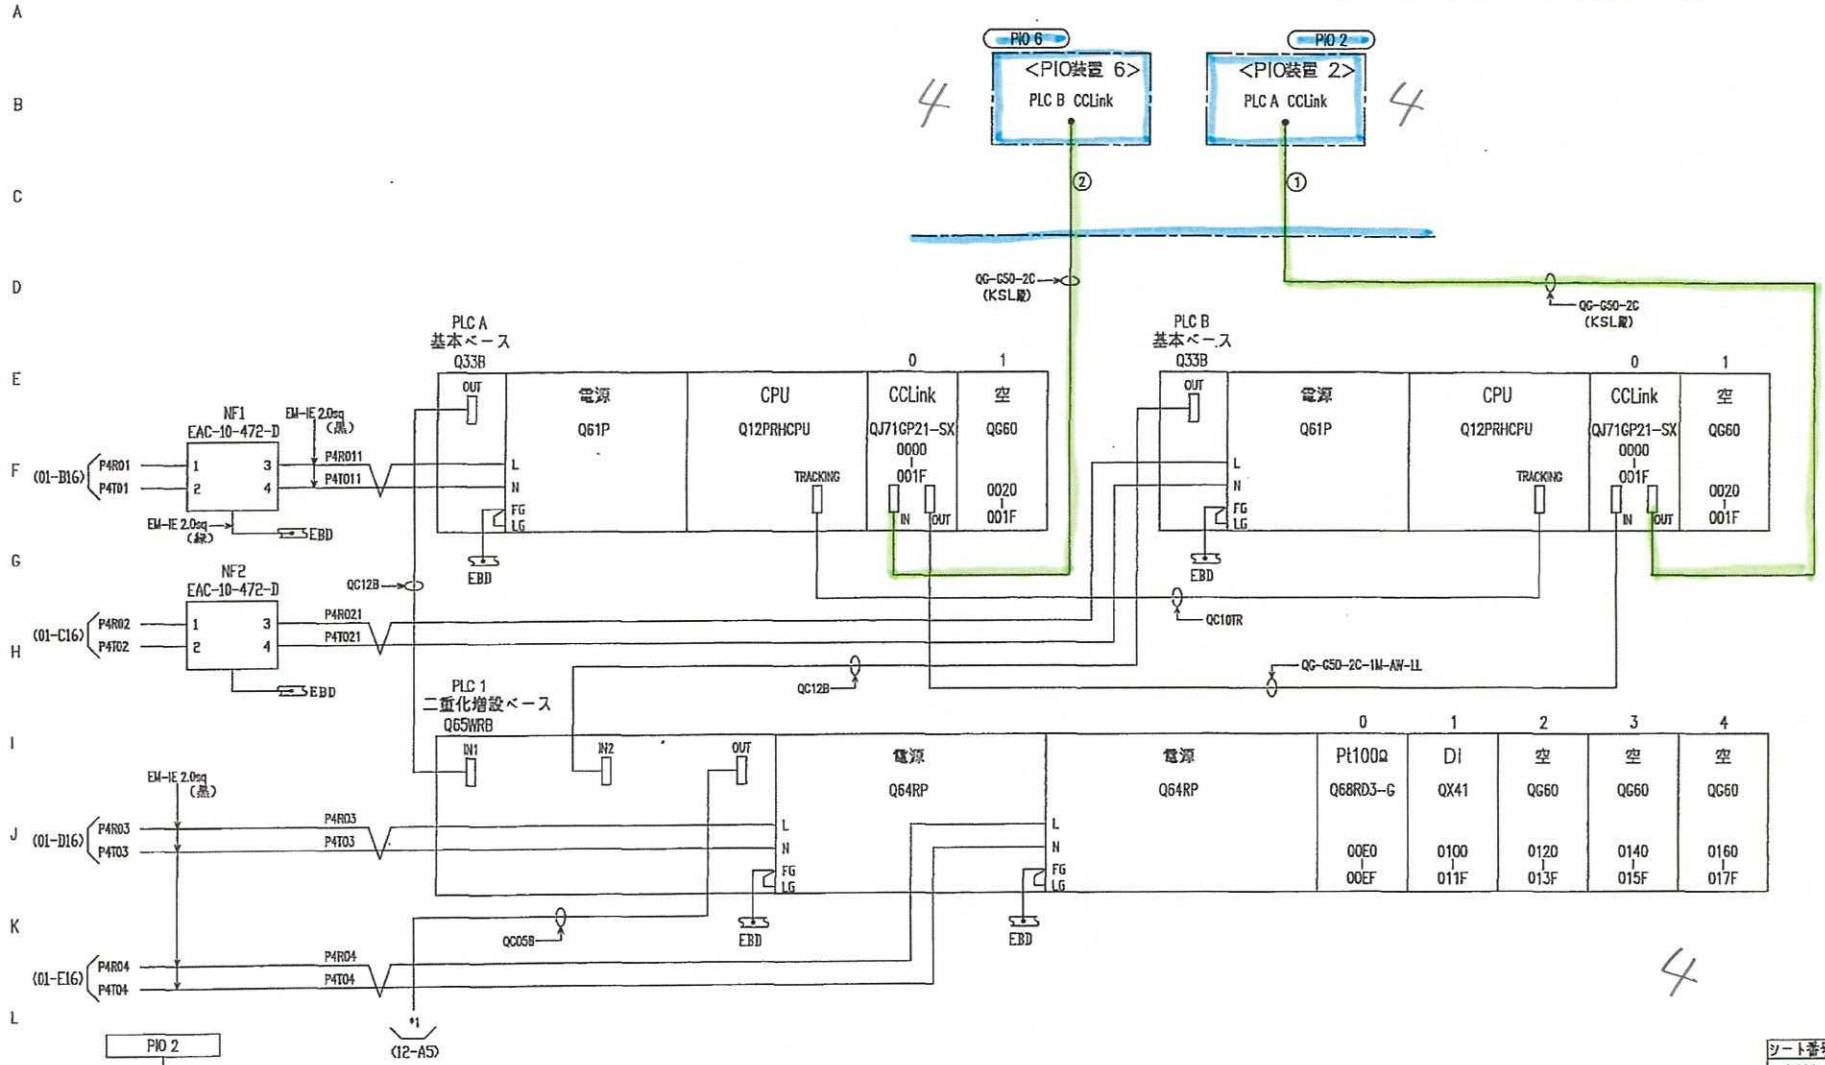 A
PIO 6
PIO 2
<PIO装置 6>
<PIO装置 2>
B
4
PLC B CCLink
PLC A CCLink
4
C
②
①
D
QG-G50-2C
(KSL殿)
QG-G50-2C
(KSL殿)
PLC A
基本ベース
Q33B
PLC B
基本ベース
Q33B
E
0
1
0
1
OUT
電源
CPU
CCLink
空
OUT
電源
CPU
CCLink
空
NF1
EAC-10-472-D
EM-IE 2.0sq
(黒)
Q61P
Q12PRHCPU
QJ71GP21-SX
QG60
Q61P
Q12PRHCPU
QJ71GP21-SX
QG60
0000
001F
0000
001F
F
(01-B16)
P4R01
1
3
P4R011
L
P4T01
2
4
P4T011
N
TRACKING
0020
001F
L
N
TRACKING
0020
001F
FG
LG
IN
OUT
FG
LG
IN
OUT
EM-IE 2.0sq
(緑)
EBD
G
EBD
EBD
NF2
EAC-10-472-D
QC12B
QC10TR
(01-C16)
P4R02
1
3
P4R021
P4T02
2
4
P4T021
H
EBD
QC12B
QG-G50-2C-1M-AW-LL
PLC 1
二重化増設ベース
Q65WRB
I
0
1
2
3
4
IN1
IN2
OUT
電源
電源
Pt100Ω
DI
空
空
空
EM-IE 2.0sq
(黒)
Q64RP
Q64RP
Q68RD3-G
QX41
QG60
QG60
QG60
J
(01-D16)
P4R03
P4R03
L
L
P4T03
P4T03
N
N
00E0
00EF
0100
011F
0120
013F
0140
015F
0160
017F
FG
LG
FG
LG
K
QC05B
EBD
EBD
(01-E16)
P4R04
P4R04
P4T04
P4T04
4
L
*1
(12-A5)
PIO 2